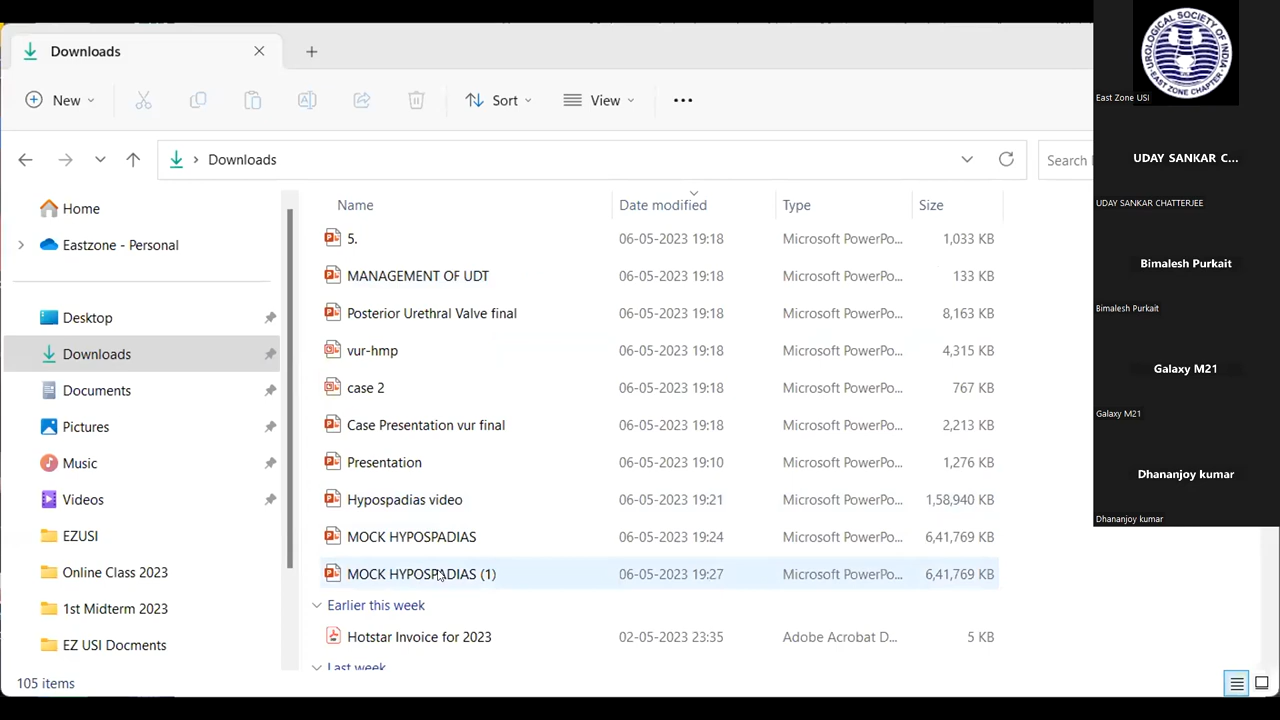 Downloads
New
Sort
View
Downloads
Search
Home
Eastzone - Personal
Desktop
Downloads
Documents
Pictures
Music
Videos
EZUSI
Online Class 2023
1st Midterm 2023
EZ USI Docments
Name Date modified Type Size
5. 06-05-2023 19:18 Microsoft PowerPo... 1,033 KB
MANAGEMENT OF UDT 06-05-2023 19:18 Microsoft PowerPo... 133 KB
Posterior Urethral Valve final 06-05-2023 19:18 Microsoft PowerPo... 8,163 KB
vur-hmp 06-05-2023 19:18 Microsoft PowerPo... 4,315 KB
case 2 06-05-2023 19:18 Microsoft PowerPo... 767 KB
Case Presentation vur final 06-05-2023 19:18 Microsoft PowerPo... 2,213 KB
Presentation 06-05-2023 19:10 Microsoft PowerPo... 1,276 KB
Hypospadias video 06-05-2023 19:21 Microsoft PowerPo... 1,58,940 KB
MOCK HYPOSPADIAS 06-05-2023 19:24 Microsoft PowerPo... 6,41,769 KB
MOCK HYPOSPADIAS (1) 06-05-2023 19:27 Microsoft PowerPo... 6,41,769 KB
Earlier this week
Hotstar Invoice for 2023 02-05-2023 23:35 Adobe Acrobat D... 5 KB
Last week
105 items
UROLOGICAL SOCIETY OF INDIA
EAST ZONE CHAPTER
East Zone USI
UDAY SANKAR C...
UDAY SANKAR CHATTERJEE
Bimalesh Purkait
Bimalesh Purkait
Galaxy M21
Galaxy M21
Dhananjoy kumar
Dhananjoy kumar